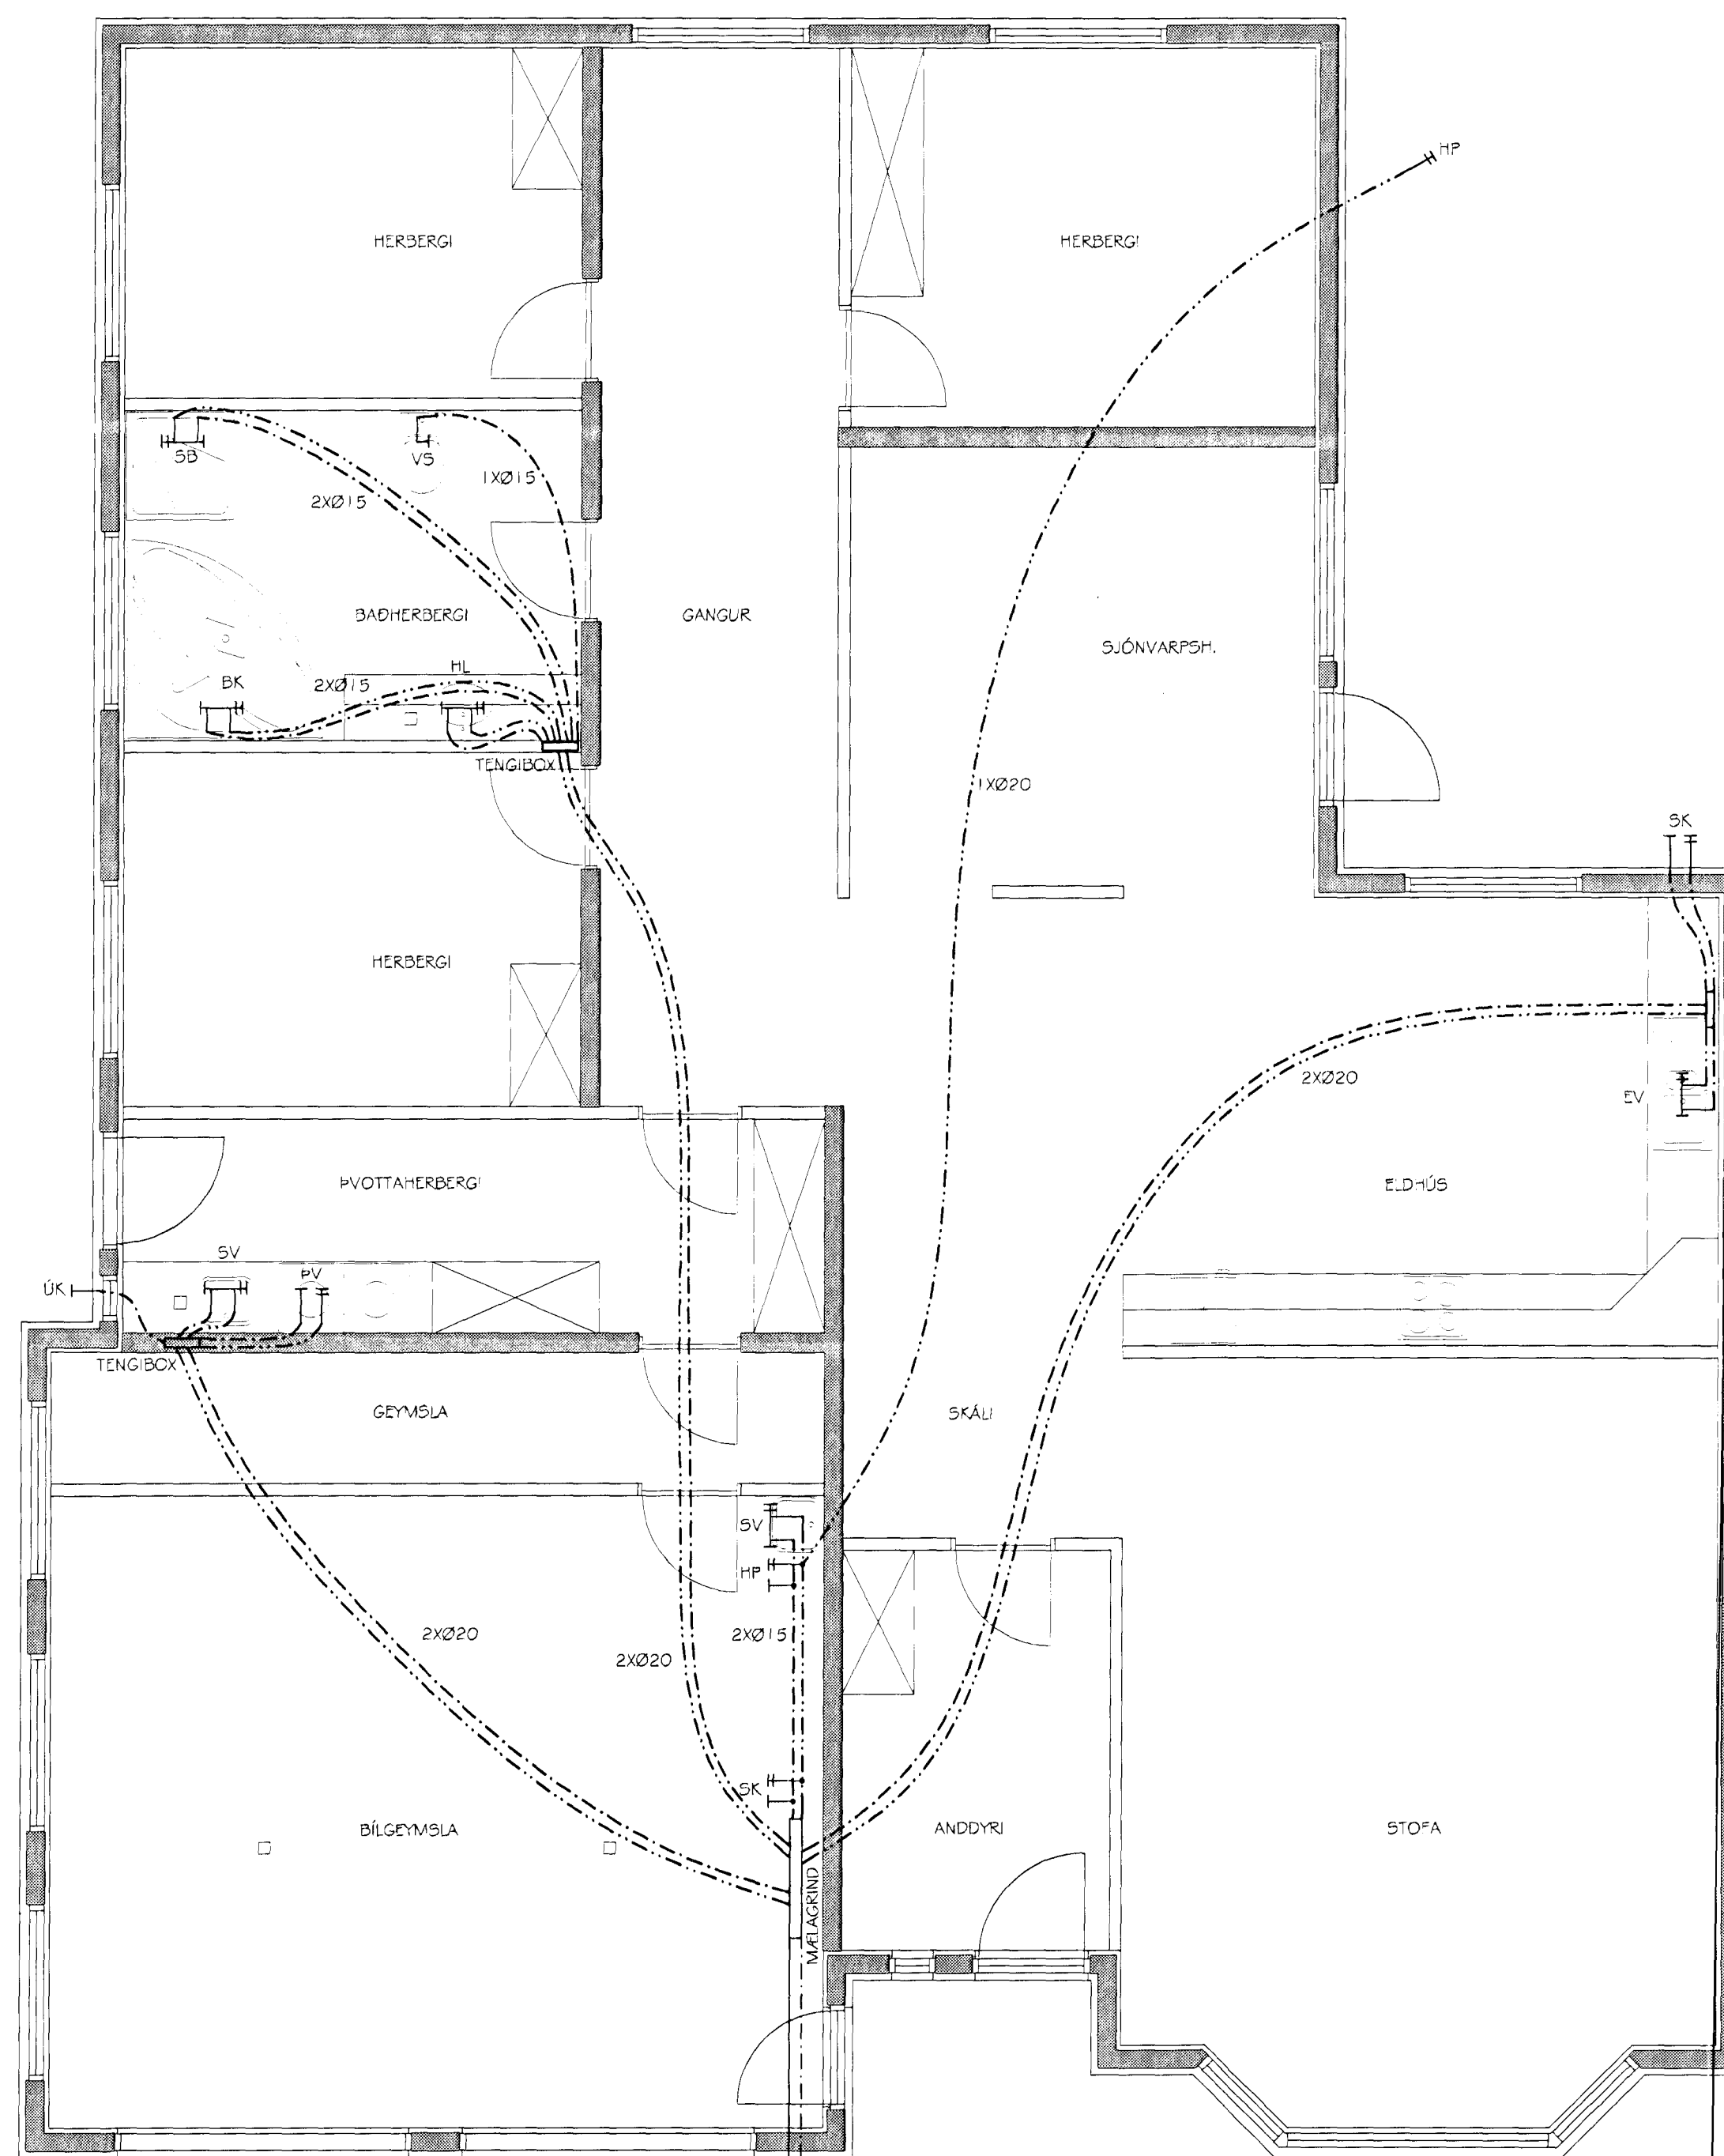 HP
HERBERGI
HERBERGI
SB
VS
1XØ15
2XØ15
BAÐHERBERGI
GANGUR
SJÓNVARPSH.
HL
BK
2XØ15
TENGIBOX
1XØ20
SK
HERBERGI
2XØ20
EV
ÞVOTTAHERBERGI
ELDHÚS
SV
ÞV
ÚK
TENGIBOX
GEYMSLA
SKÁLI
SV
HP
2XØ20
2XØ15
2XØ20
SK
BÍLGEYMSLA
ANDDYRI
STOFA
MÆLAGRIND